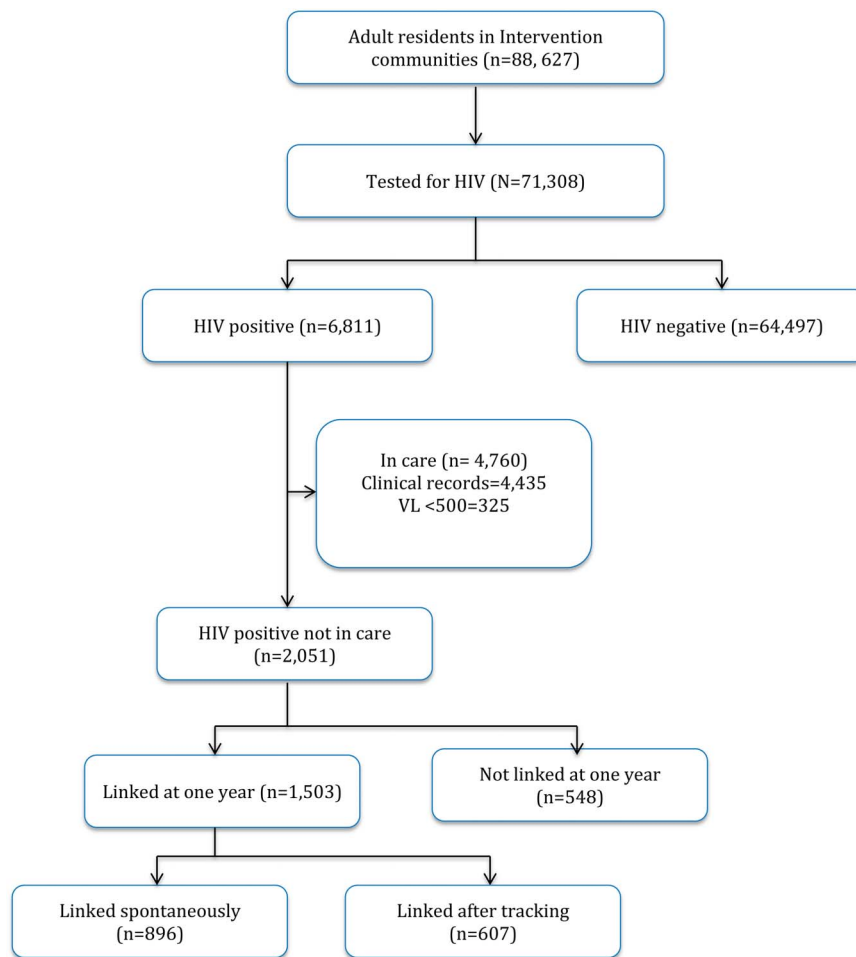 Adult residents in Intervention
communities (n=88, 627)
Tested for HIV (N=71,308)
HIV positive (n=6,811)
HIV negative (n=64,497)
In care (n= 4,760)
Clinical records=4,435
VL <500=325
HIV positive not in care
(n=2,051)
Linked at one year (n=1,503)
Not linked at one year
(n=548)
Linked spontaneously
(n=896)
Linked after tracking
(n=607)